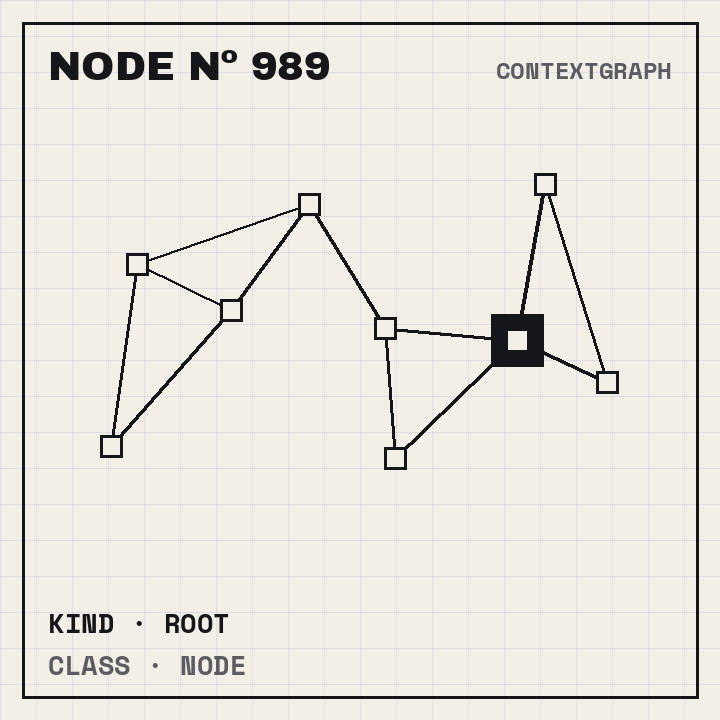 NODE Nº 989
CONTEXTGRAPH
KIND · ROOT
CLASS · NODE